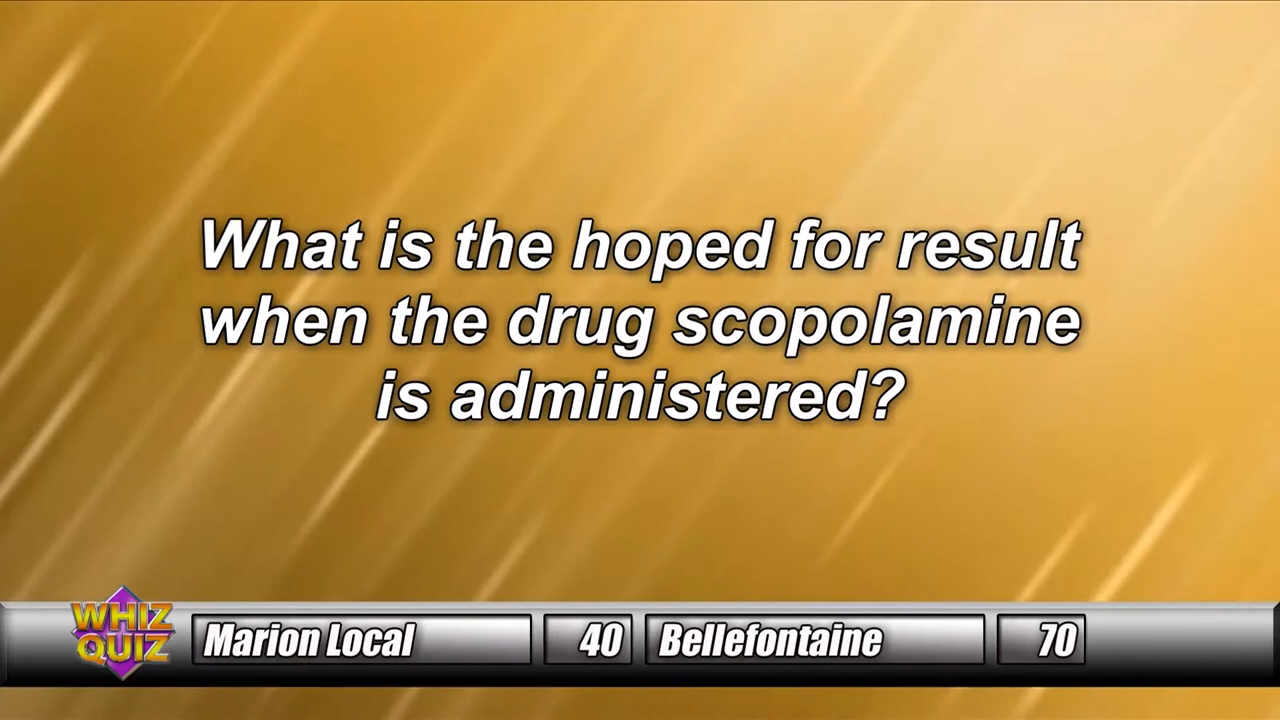 What is the hoped for result
when the drug scopolamine
is administered?
WHIZ
QUIZ
Marion Local 40 Bellefontaine 70